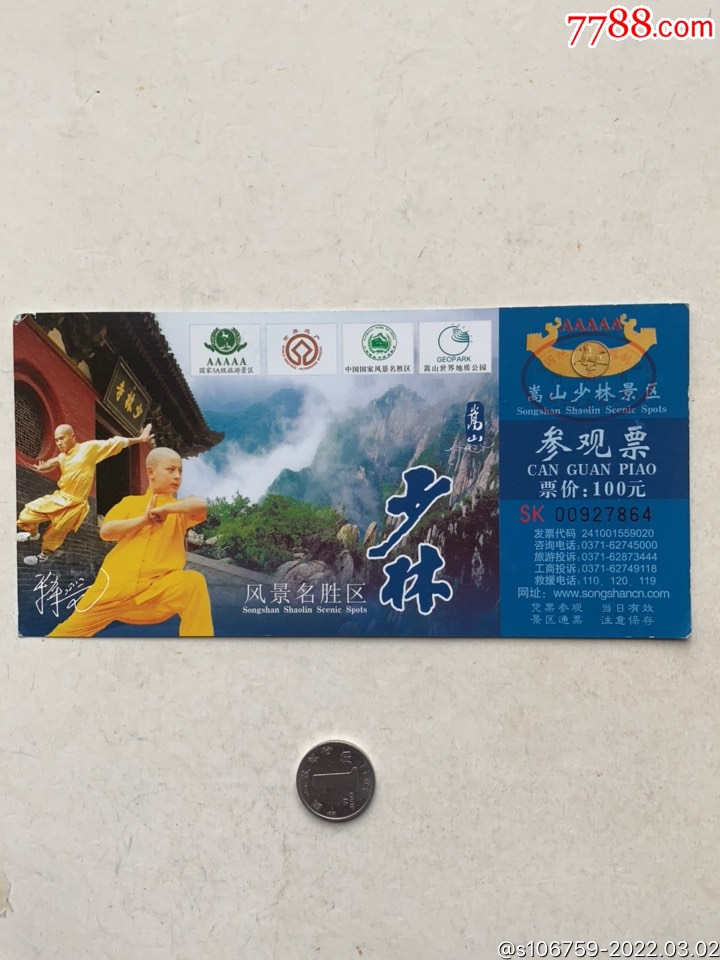 7788.com
AAAAA
国家5A级旅游景区
中国国家风景名胜区
GEOPARK
嵩山世界地质公园
少林寺
嵩山
少林
风景名胜区
Songshan Shaolin Scenic Spots
AAAAA
嵩山少林景区
Songshan Shaolin Scenic Spots
参观票
CAN GUAN PIAO
票价:100元
SK 00927864
发票代码 241001559020
咨询电话:0371-62745000
旅游投诉:0371-62873444
工商投诉:0371-62749118
救援电话:110、120、119
网址: www.songshancn.com
凭票参观 当日有效
景区通票 注意保存
1
@s106759-2022.03.02